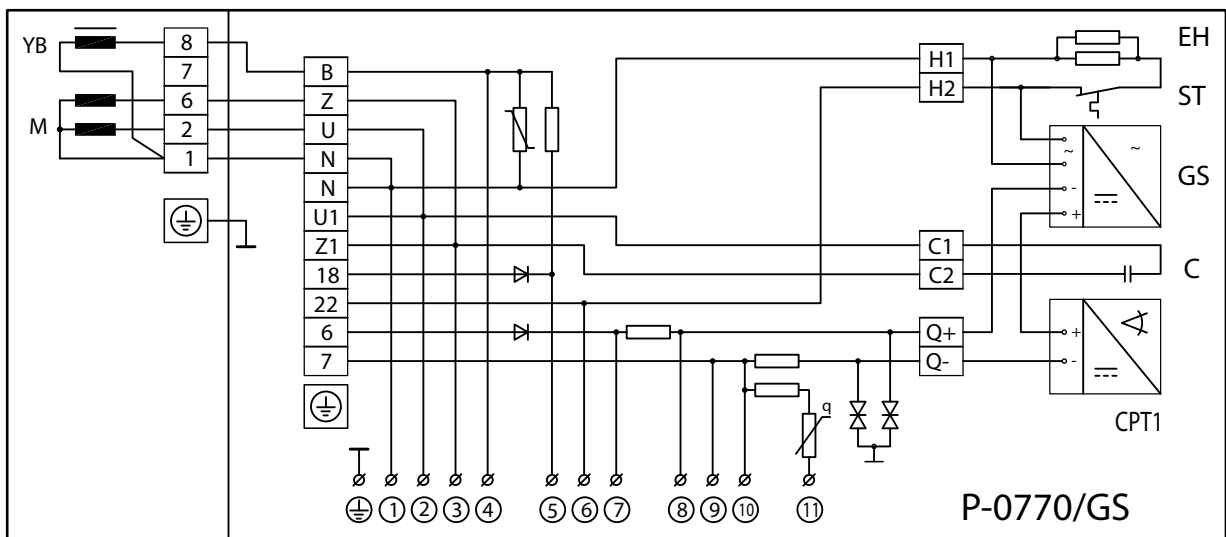 YB
M
8
7
6
2
1
B
Z
U
N
N
U1
Z1
18
22
6
7
H1
H2
C1
C2
Q+
Q-
EH
ST
GS
C
CPT1
~
~
-
+
+
-
q
1 2 3 4 5 6 7 8 9 10 11
P-0770/GS